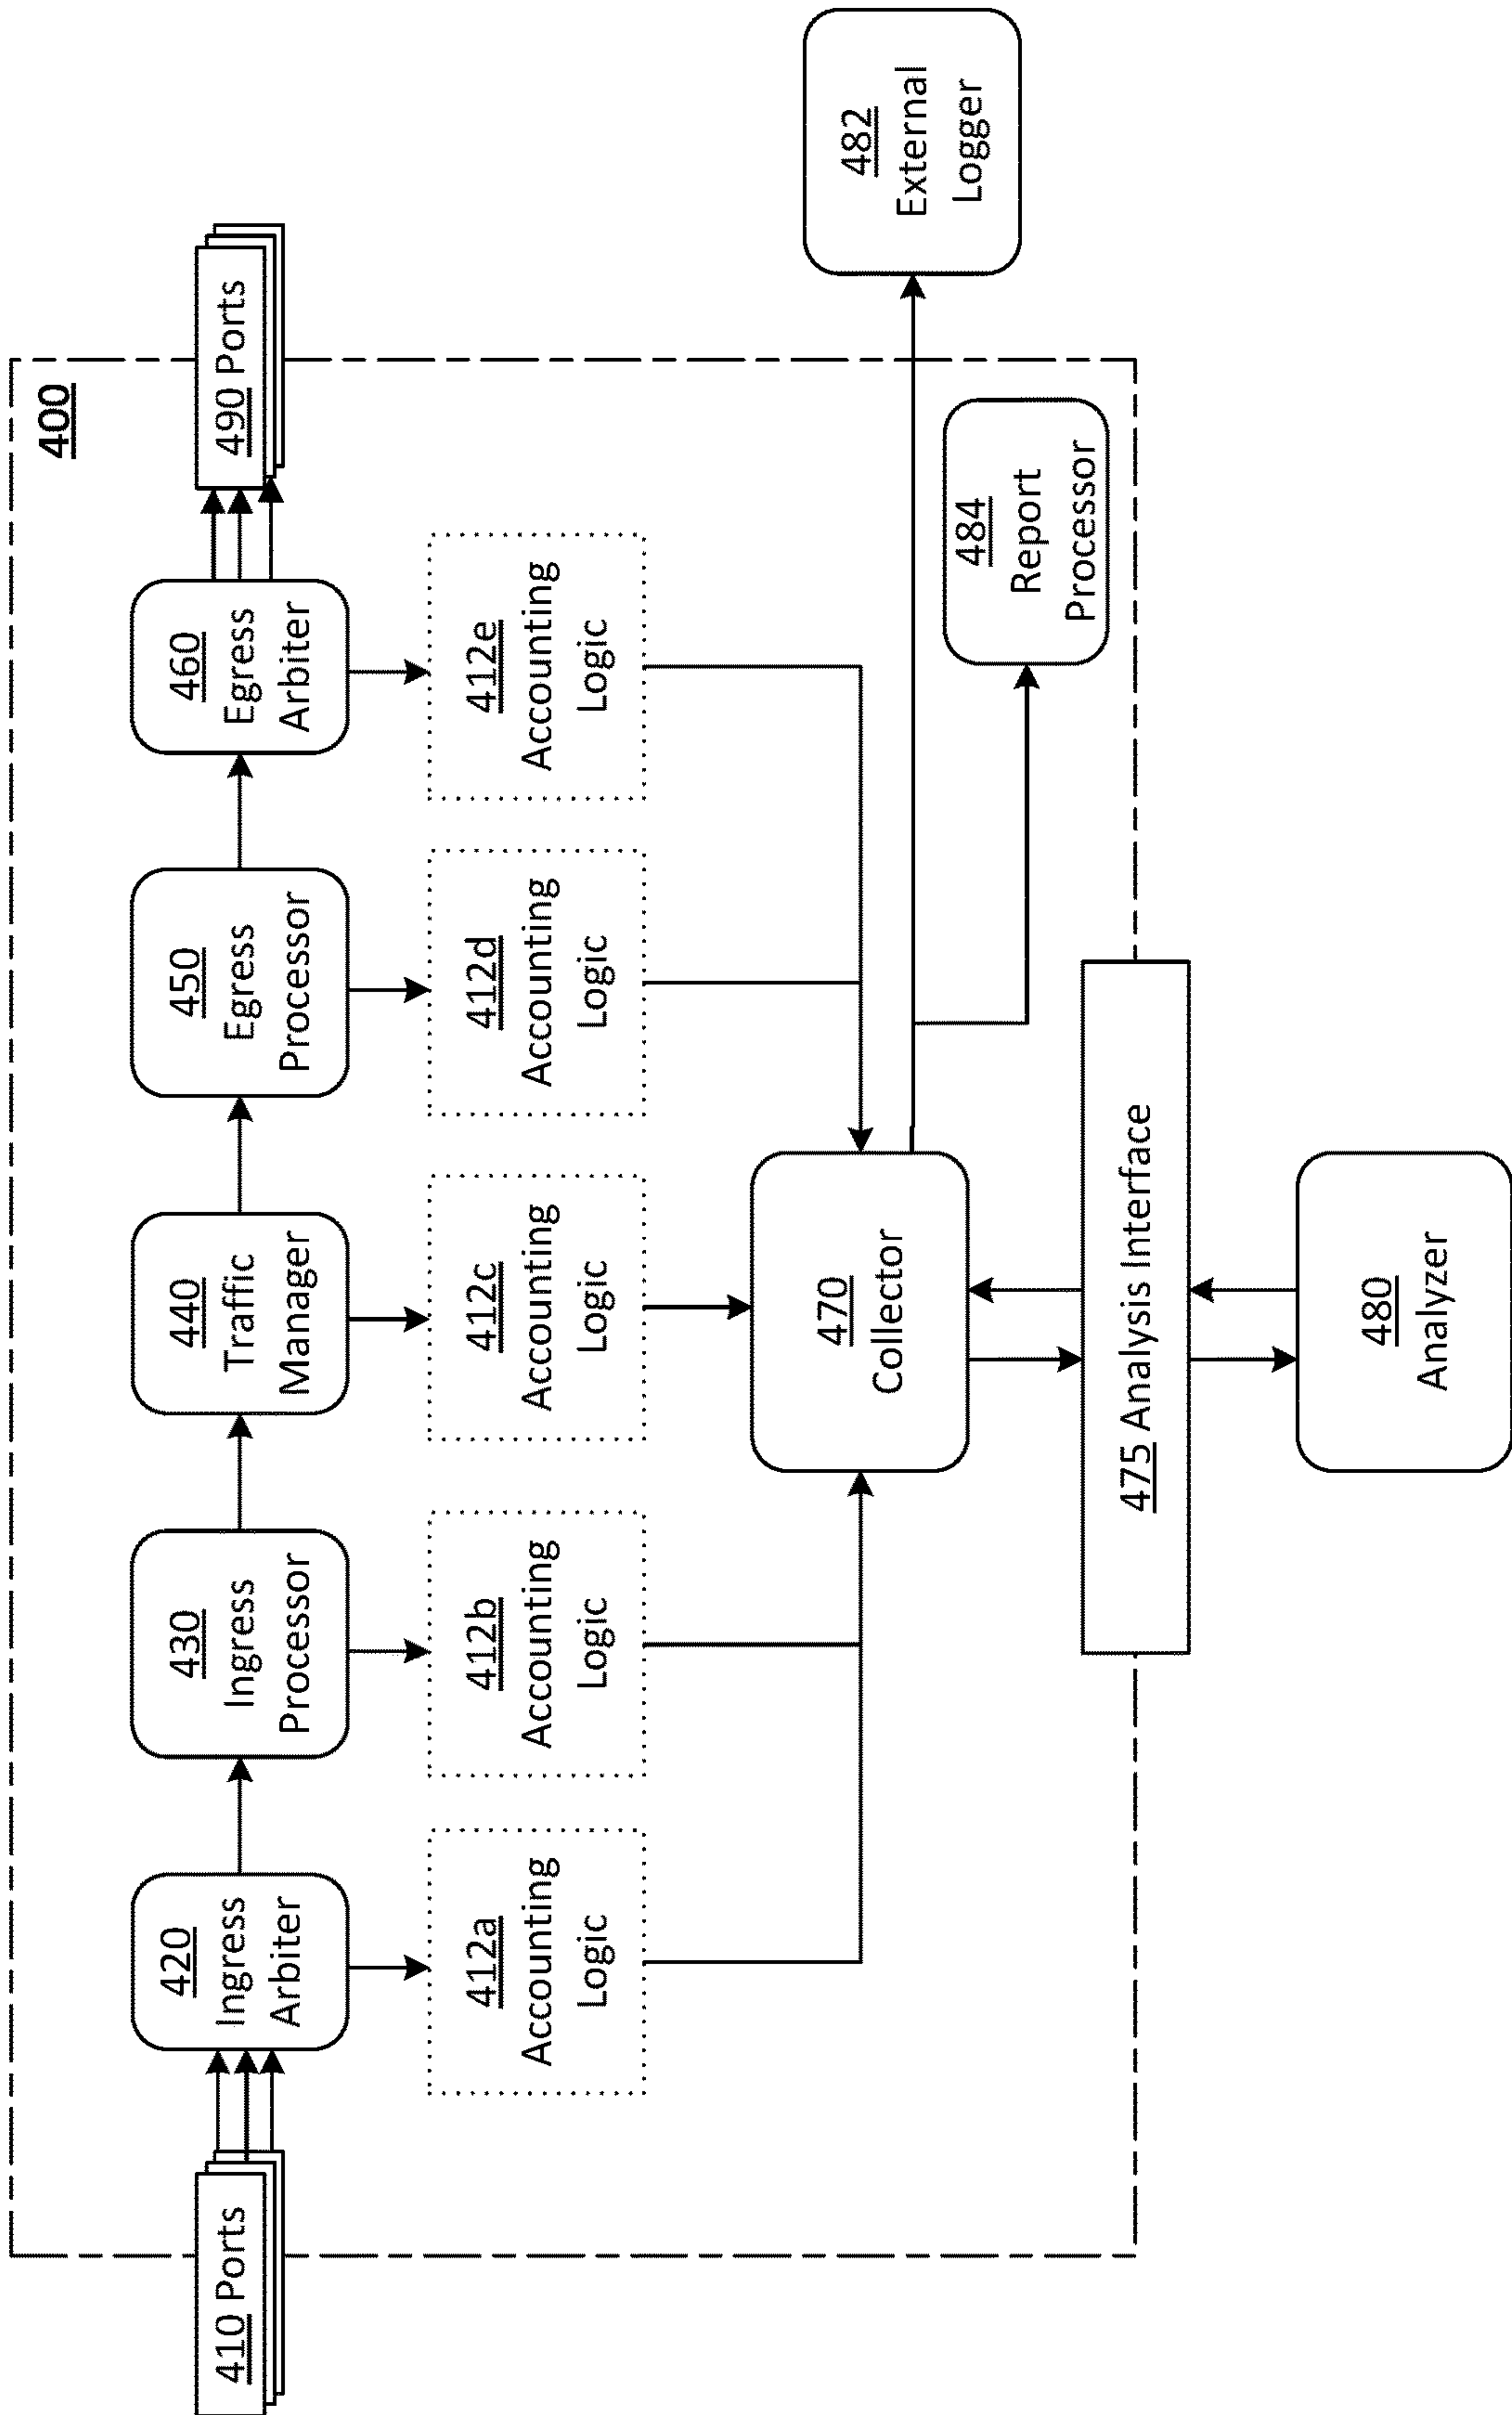 400
410 Ports
420
Ingress
Arbiter
430
Ingress
Processor
440
Traffic
Manager
450
Egress
Processor
460
Egress
Arbiter
490 Ports
412a
Accounting
Logic
412b
Accounting
Logic
412c
Accounting
Logic
412d
Accounting
Logic
412e
Accounting
Logic
470
Collector
482
External
Logger
484
Report
Processor
475 Analysis Interface
480
Analyzer